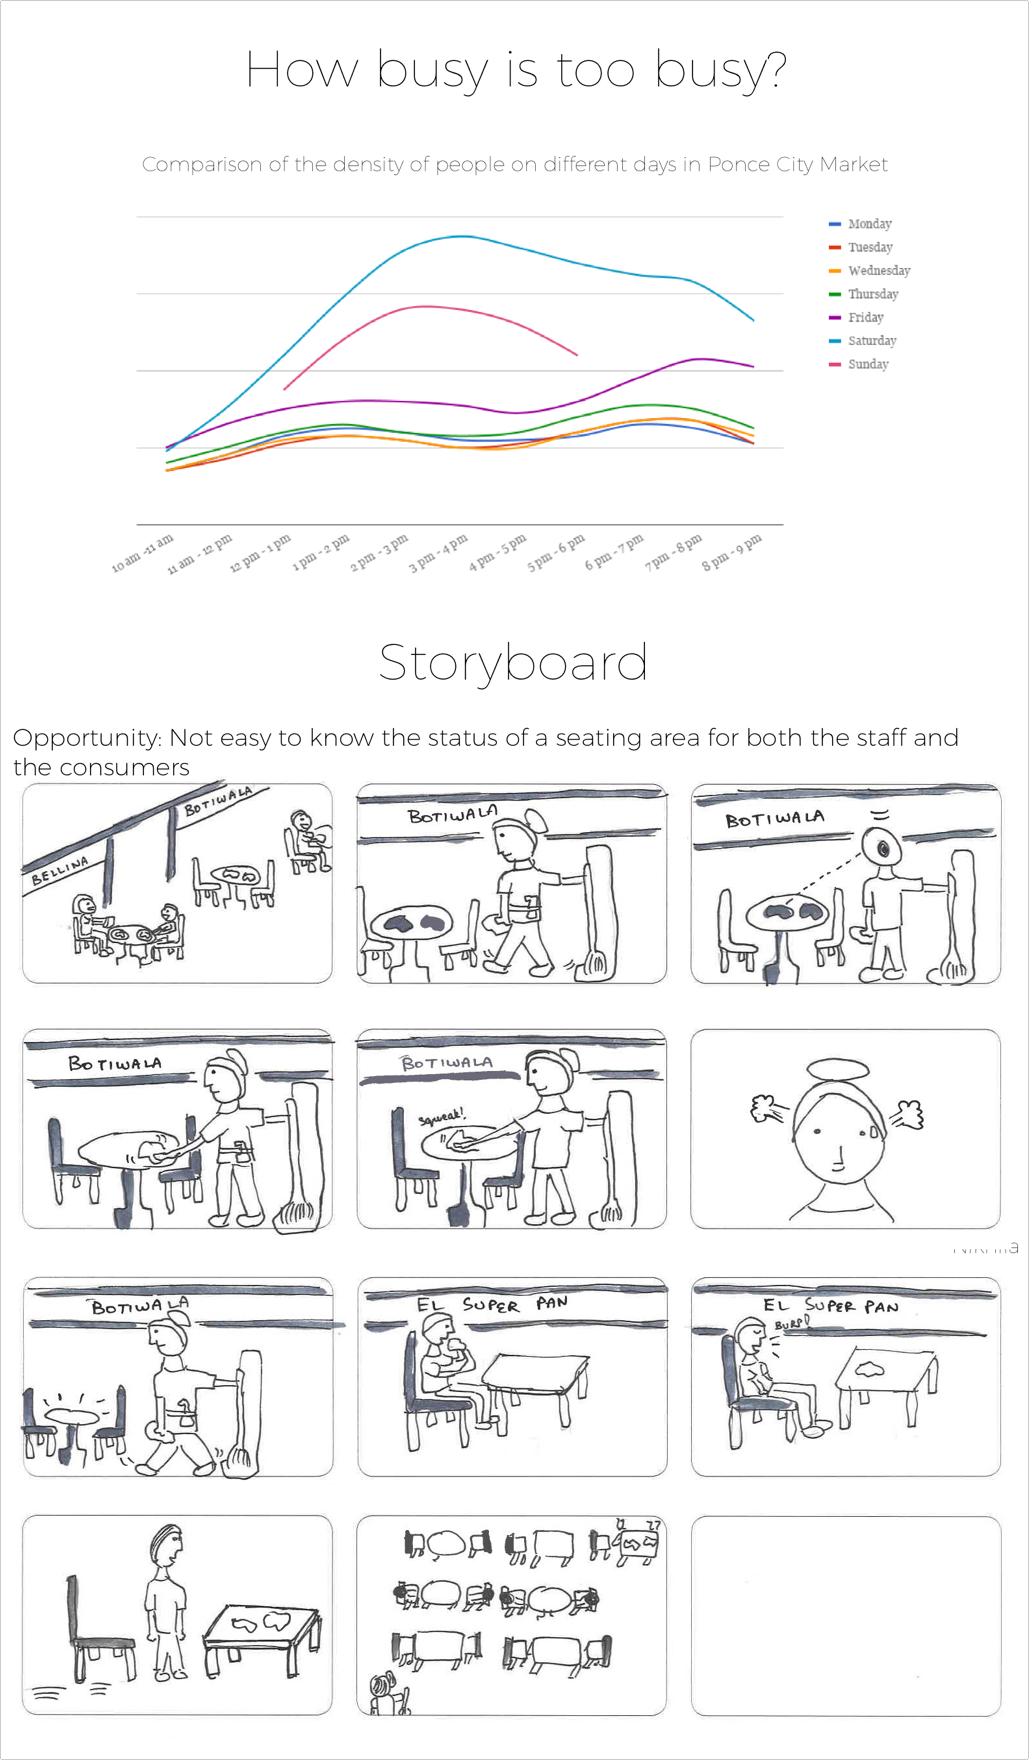 How busy is too busy?
Comparison of the density of people on different days in Ponce City Market
Monday
Tuesday
Wednesday
Thursday
Friday
Saturday
Sunday
10 am -11 am
11 am - 12 pm
12 pm - 1 pm
1 pm - 2 pm
2 pm - 3 pm
3 pm - 4 pm
4 pm - 5 pm
5 pm - 6 pm
6 pm - 7 pm
7pm -8 pm
8 pm - 9 pm
Storyboard
Opportunity: Not easy to know the status of a seating area for both the staff and
the consumers
BOTIWALA
BELLINA
BOTIWALA
BOTIWALA
BOTIWALA
BOTIWALA
squeak!
BOTIWALA
EL SUPER PAN
EL SUPER PAN
BURP!